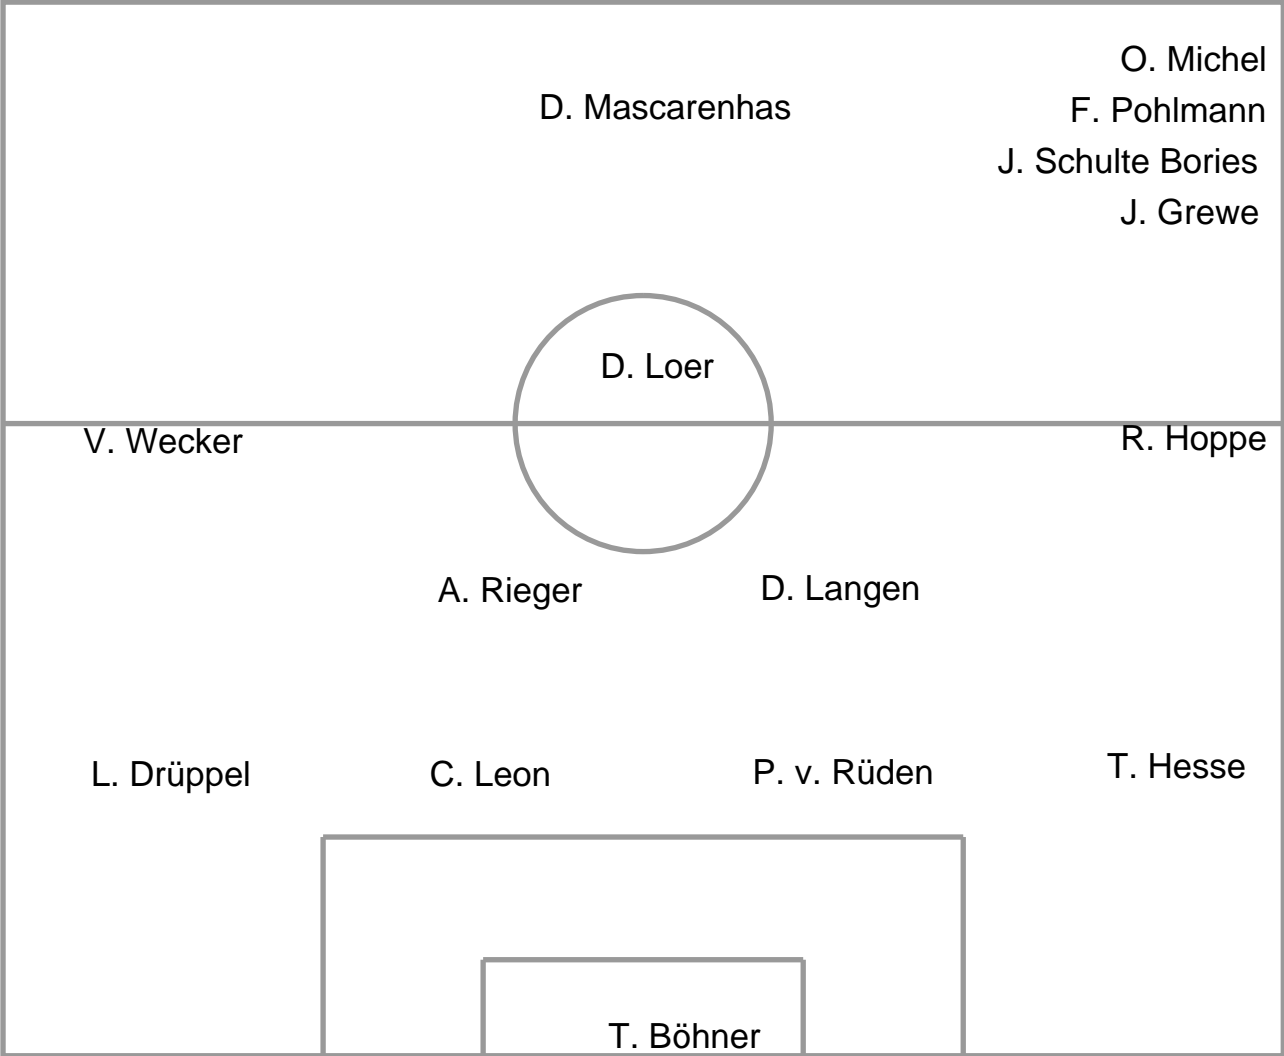 O. Michel
D. Mascarenhas
F. Pohlmann
J. Schulte Bories
J. Grewe
D. Loer
V. Wecker
R. Hoppe
A. Rieger
D. Langen
L. Drüppel
C. Leon
P. v. Rüden
T. Hesse
T. Böhner